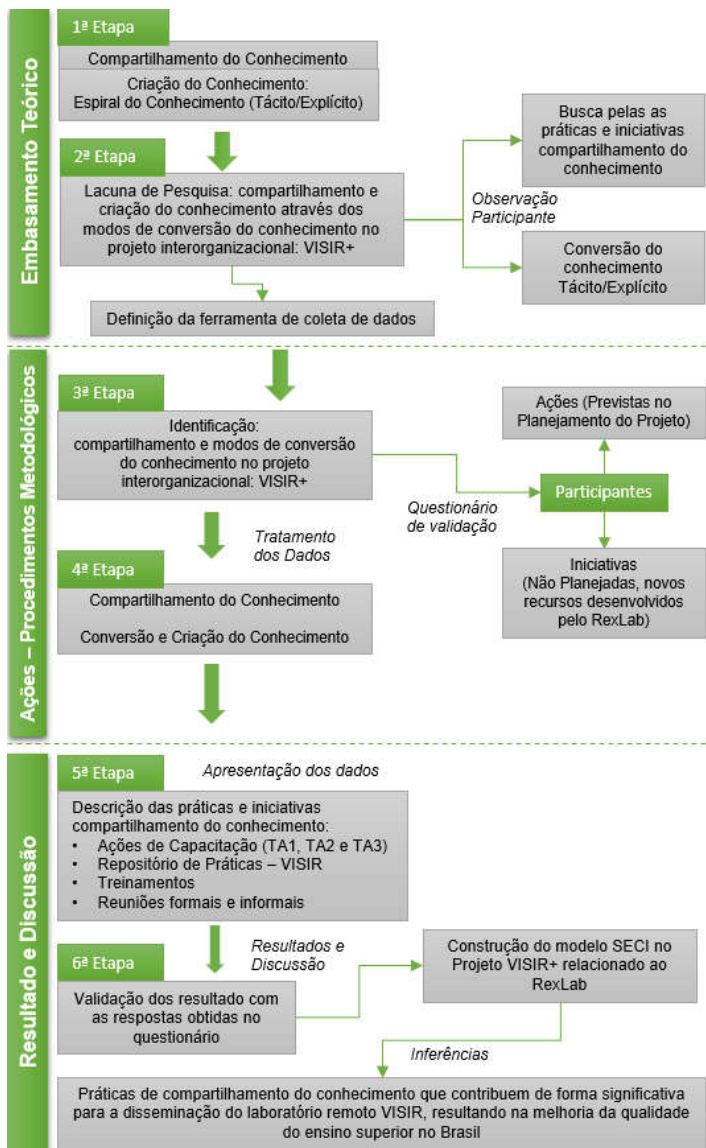 Embasamento Teórico
1ª Etapa
Compartilhamento do Conhecimento
Criação do Conhecimento:
Espiral do Conhecimento (Tácito/Explícito)
2ª Etapa
Lacuna de Pesquisa: compartilhamento e
criação do conhecimento através dos
modos de conversão do conhecimento no
projeto interorganizacional: VISIR+
Observação
Participante
Busca pelas as
práticas e iniciativas
compartilhamento do
conhecimento
Conversão do
conhecimento
Tácito/Explícito
Definição da ferramenta de coleta de dados
Ações – Procedimentos Metodológicos
3ª Etapa
Identificação:
compartilhamento e modos de conversão
do conhecimento no projeto
interorganizacional: VISIR+
Questionário
de validação
Ações (Previstas no
Planejamento do Projeto)
Participantes
Iniciativas
(Não Planejadas, novos
recursos desenvolvidos
pelo RexLab)
Tratamento
dos Dados
4ª Etapa
Compartilhamento do Conhecimento
Conversão e Criação do Conhecimento
Resultado e Discussão
5ª Etapa
Apresentação dos dados
Descrição das práticas e iniciativas
compartilhamento do conhecimento:
• Ações de Capacitação (TA1, TA2 e TA3)
• Repositório de Práticas – VISIR
• Treinamentos
• Reuniões formais e informais
Resultados e
Discussão
6ª Etapa
Validação dos resultado com
as respostas obtidas no
questionário
Construção do modelo SECI no
Projeto VISIR+ relacionado ao
RexLab
Inferências
Práticas de compartilhamento do conhecimento que contribuem de forma significativa
para a disseminação do laboratório remoto VISIR, resultando na melhoria da qualidade
do ensino superior no Brasil